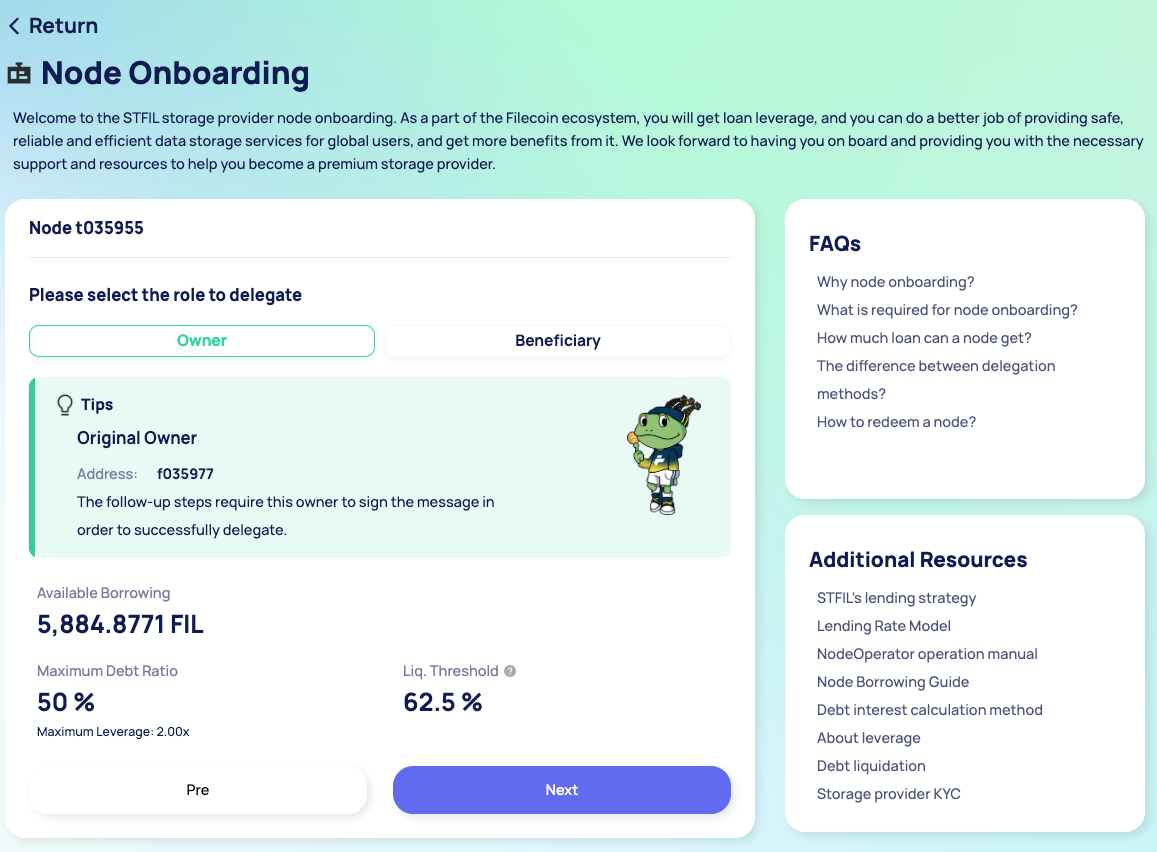 Return
Node Onboarding
Welcome to the STFIL storage provider node onboarding. As a part of the Filecoin ecosystem, you will get loan leverage, and you can do a better job of providing safe,
reliable and efficient data storage services for global users, and get more benefits from it. We look forward to having you on board and providing you with the necessary
support and resources to help you become a premium storage provider.
Node t035955
Please select the role to delegate
Owner
Beneficiary
Tips
Original Owner
Address: f035977
The follow-up steps require this owner to sign the message in
order to successfully delegate.
Available Borrowing
5,884.8771 FIL
Maximum Debt Ratio
50 %
Maximum Leverage: 2.00x
Liq. Threshold ?
62.5 %
Pre
Next
FAQs
Why node onboarding?
What is required for node onboarding?
How much loan can a node get?
The difference between delegation
methods?
How to redeem a node?
Additional Resources
STFIL's lending strategy
Lending Rate Model
NodeOperator operation manual
Node Borrowing Guide
Debt interest calculation method
About leverage
Debt liquidation
Storage provider KYC